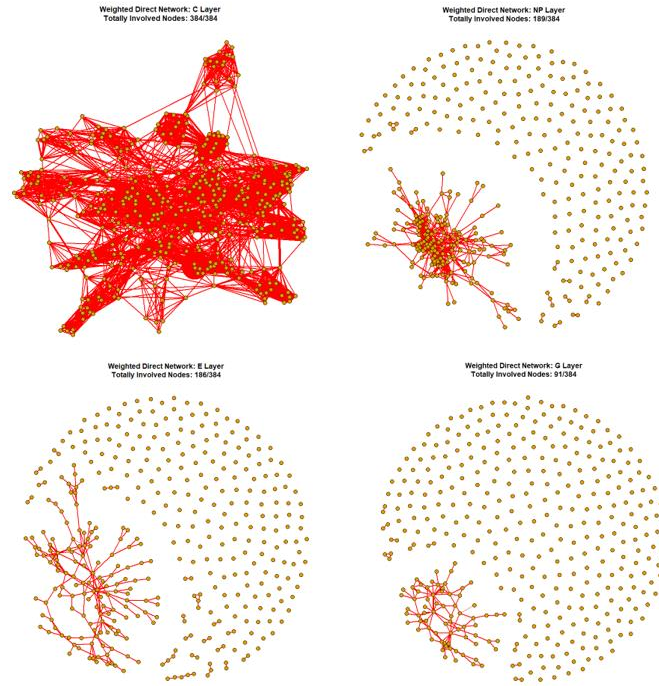 Weighted Direct Network: C Layer
Totally Involved Nodes: 384/384
Weighted Direct Network: NP Layer
Totally Involved Nodes: 189/384
Weighted Direct Network: E Layer
Totally Involved Nodes: 186/384
Weighted Direct Network: G Layer
Totally Involved Nodes: 91/384